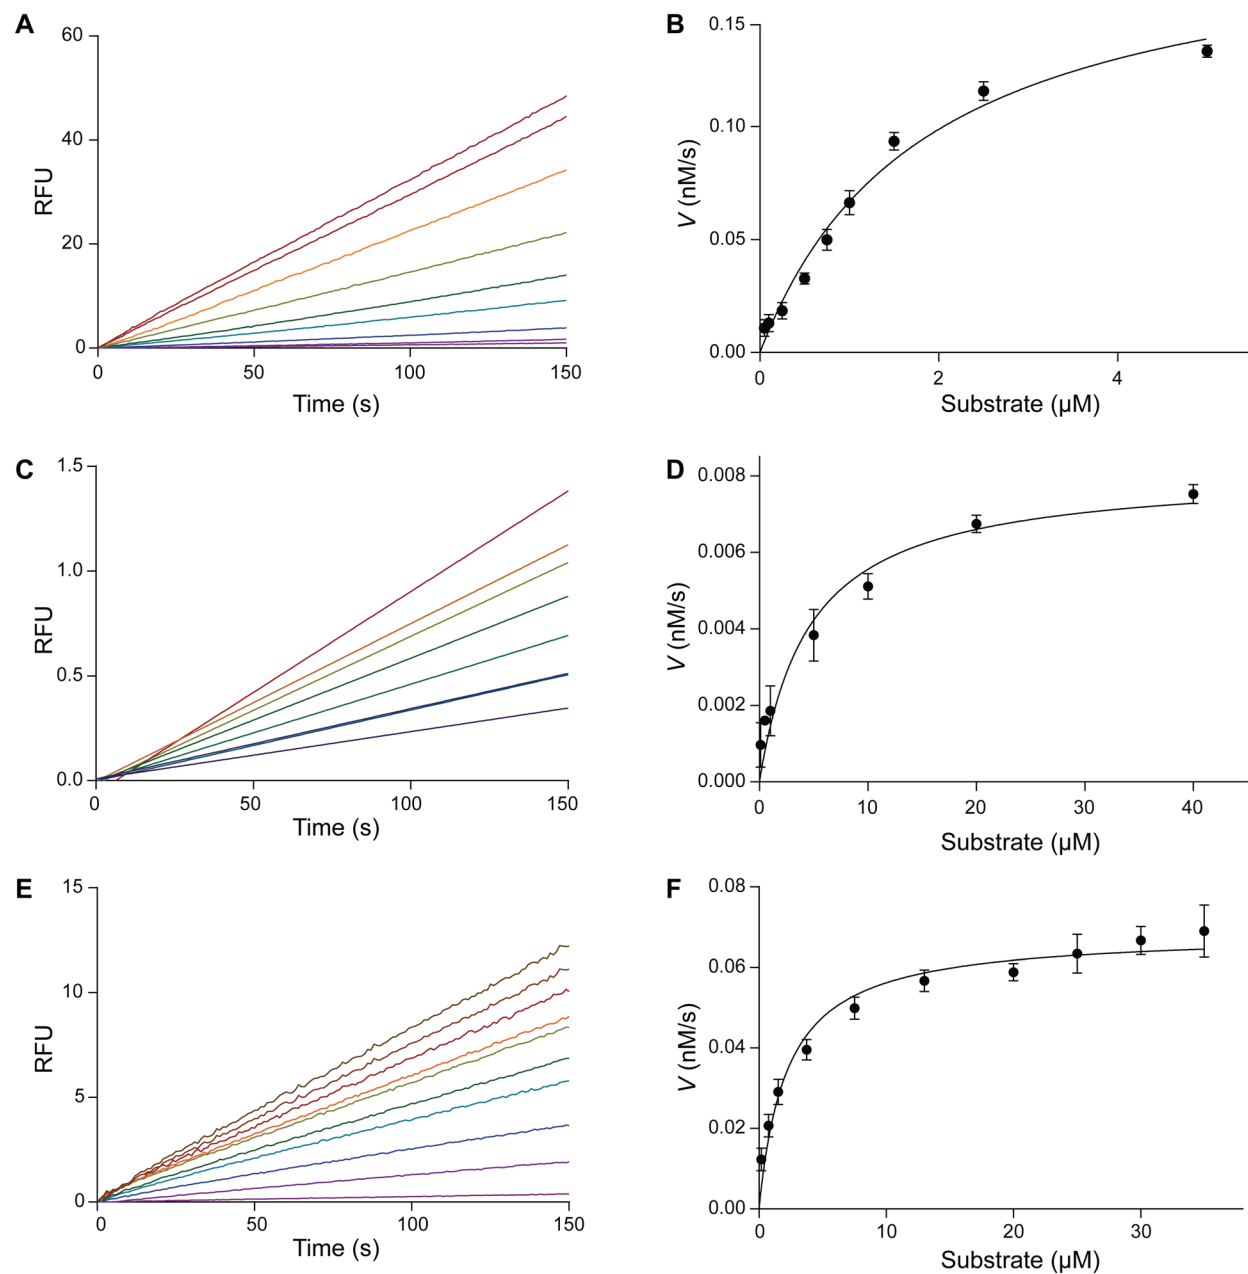 A
60
40
20
0
RFU
0 50 100 150
Time (s)
B
0.15
0.10
0.05
0.00
V (nM/s)
0 2 4
Substrate (µM)
C
1.5
1.0
0.5
0.0
RFU
0 50 100 150
Time (s)
D
0.008
0.006
0.004
0.002
0.000
V (nM/s)
0 10 20 30 40
Substrate (µM)
E
15
10
5
0
RFU
0 50 100 150
Time (s)
F
0.08
0.06
0.04
0.02
0.00
V (nM/s)
0 10 20 30
Substrate (µM)